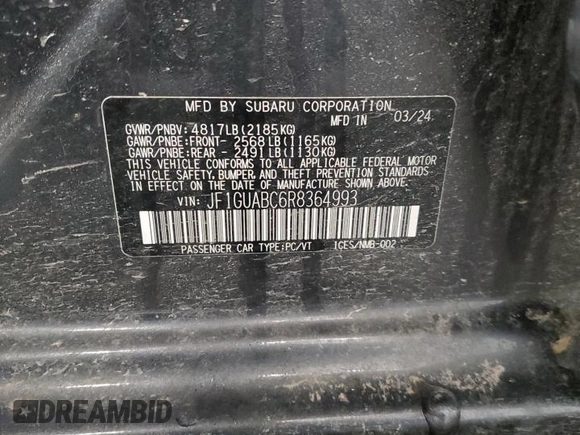 MFD BY SUBARU CORPORATION
MFD IN 03/24
GVWR/PNBV: 4817LB(2185KG)
GAWR/PNBE:FRONT- 2568LB(1165KG)
GAWR/PNBE:REAR - 2491LB(1130KG)
THIS VEHICLE CONFORMS TO ALL APPLICABLE FEDERAL MOTOR
VEHICLE SAFETY, BUMPER, AND THEFT PREVENTION STANDARDS
IN EFFECT ON THE DATE OF MANUFACTURE SHOWN ABOVE.
VIN: JF1GUABC6R8364993
PASSENGER CAR TYPE:PC/VT ICES/NMB-002
DREAMBID